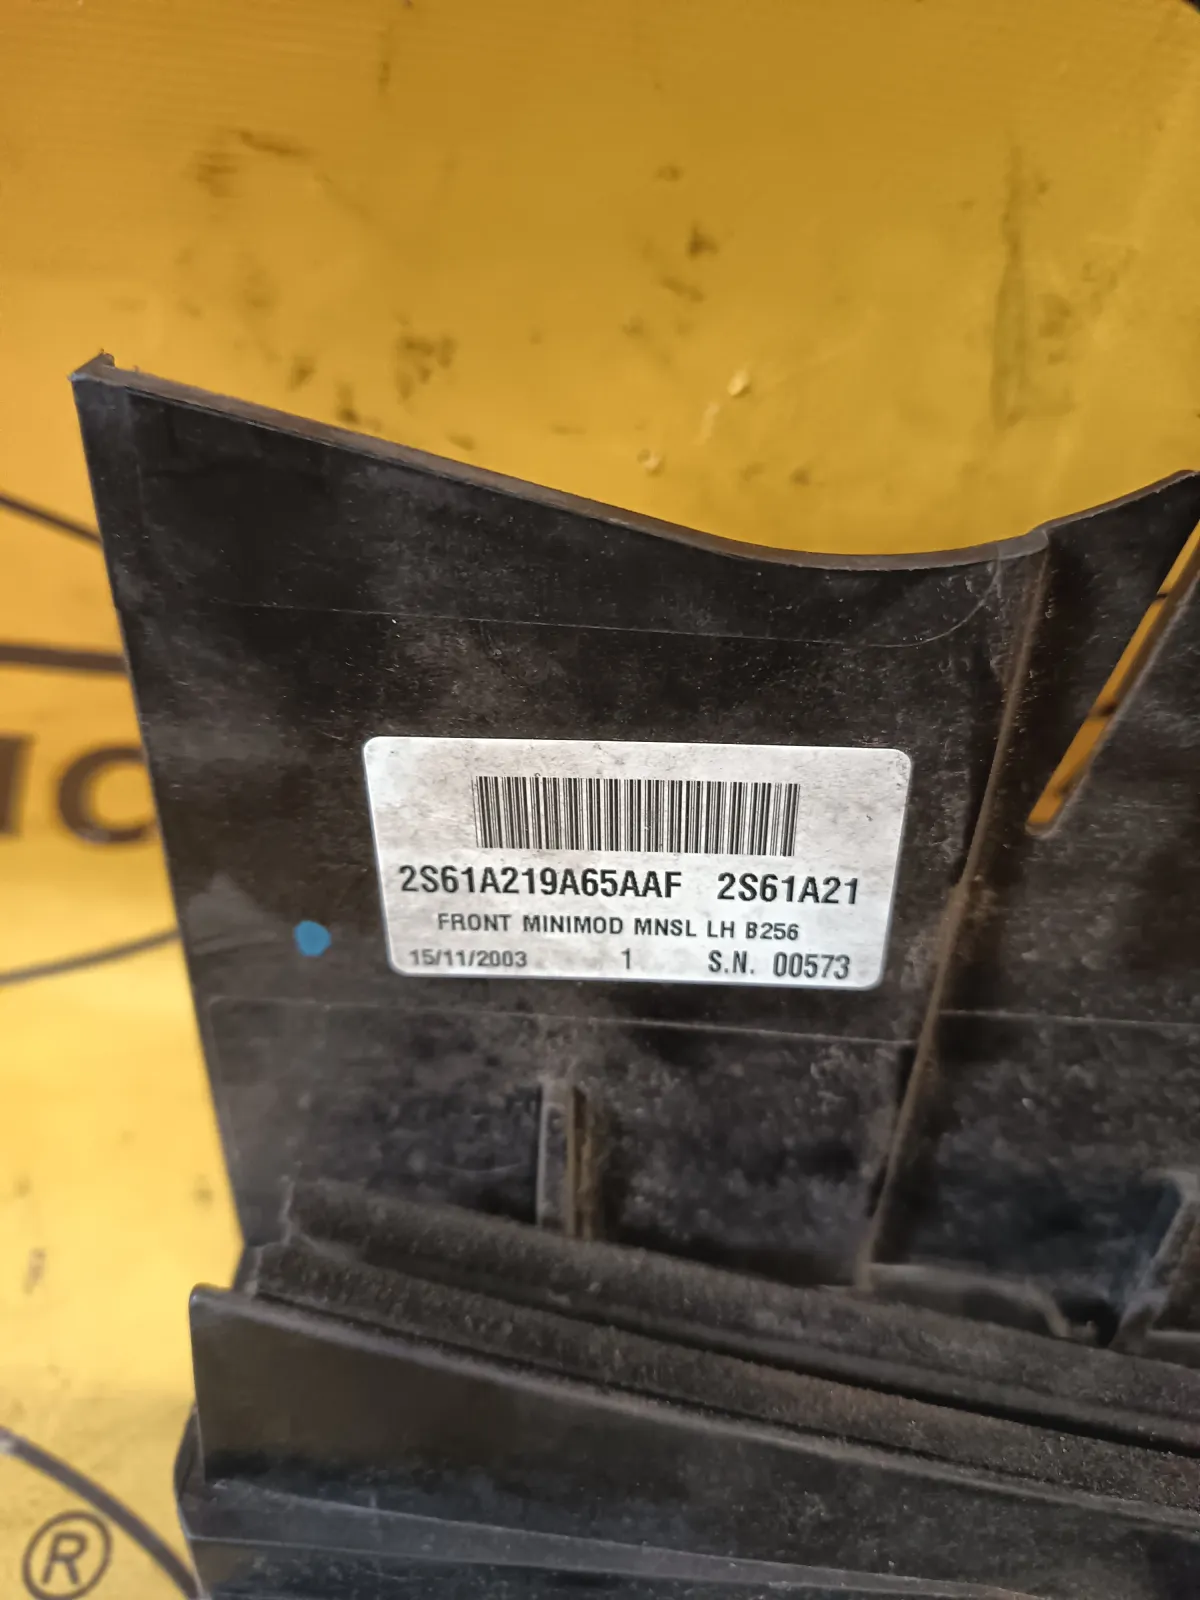 2S61A219A65AAF 2S61A21
FRONT MINIMOD MNSL LH B256
15/11/2003 1 S.N. 00573
®